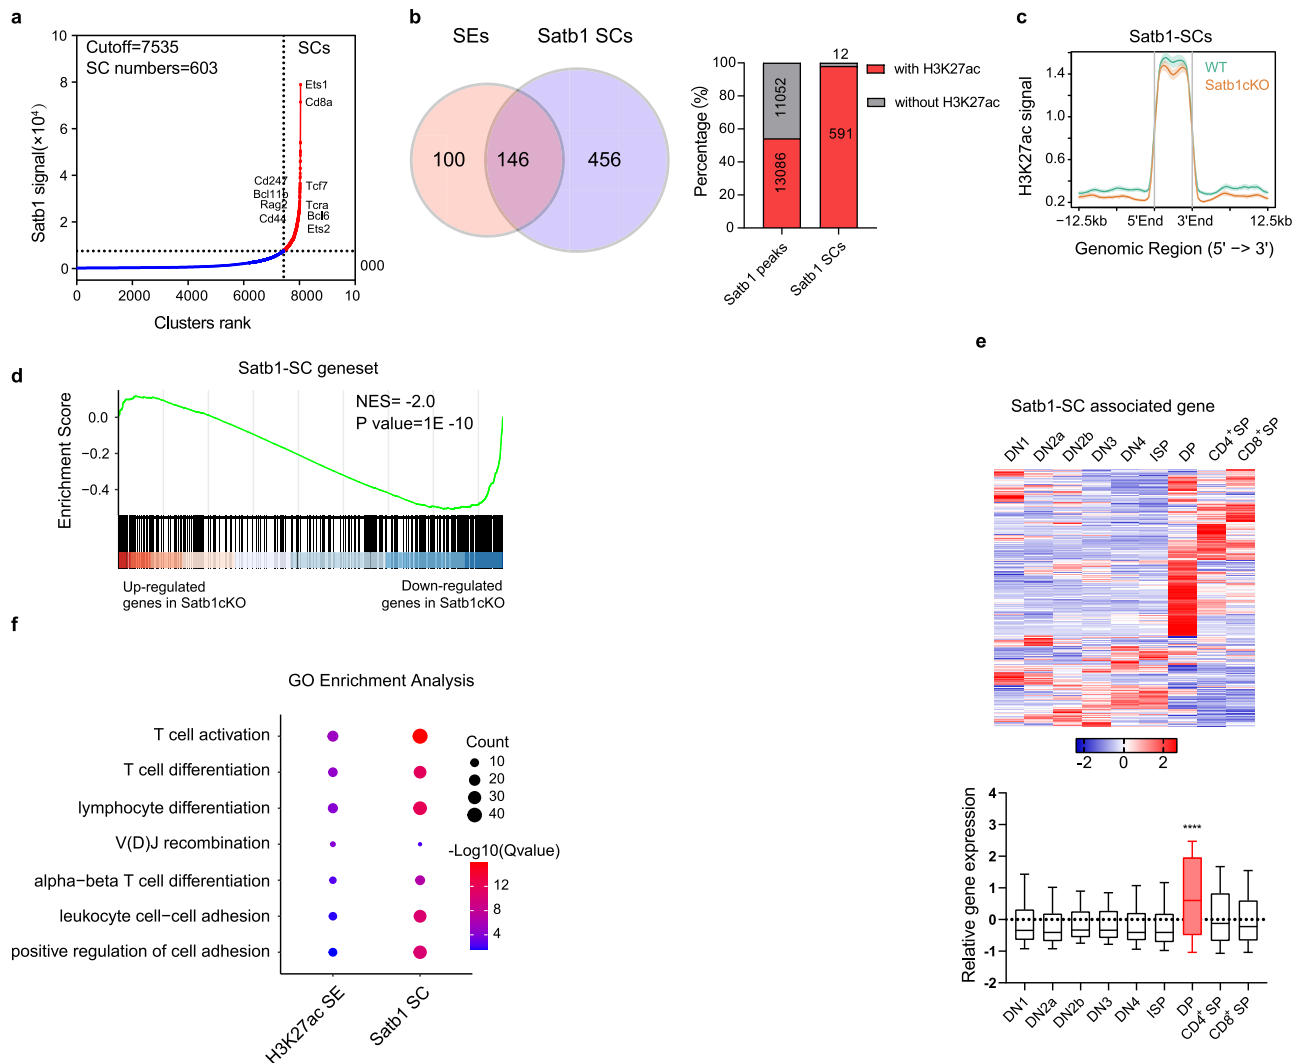 a
Cutoff=7535
SC numbers=603
SCs
Ets1
Cd8a
Cd247
Bcl11b
Rag2
Cd44
Tcf7
Tcra
Bcl6
Ets2
10
8
6
4
2
0
Satb1 signal(×10⁴)
0 2000 4000 6000 8000 10
000
Clusters rank
b
SEs Satb1 SCs
100 146 456
12
100
80
60
40
20
0
Percentage (%)
11052
13086
591
with H3K27ac
without H3K27ac
Satb1 peaks
Satb1 SCs
c
Satb1-SCs
WT
Satb1cKO
1.4
1.0
0.6
0.2
H3K27ac signal
−12.5kb 5'End 3'End 12.5kb
Genomic Region (5' −> 3')
d
Satb1-SC geneset
NES= -2.0
P value=1E -10
0.0
−0.2
−0.4
Enrichment Score
Up-regulated
genes in Satb1cKO
Down-regulated
genes in Satb1cKO
e
Satb1-SC associated gene
DN1 DN2a DN2b DN3 DN4 ISP DP CD4⁺ SP CD8⁺ SP
-2 0 2
4
3
2
1
0
-1
-2
Relative gene expression
****
DN1 DN2a DN2b DN3 DN4 ISP DP CD4⁺ SP CD8⁺ SP
f
GO Enrichment Analysis
T cell activation
T cell differentiation
lymphocyte differentiation
V(D)J recombination
alpha−beta T cell differentiation
leukocyte cell−cell adhesion
positive regulation of cell adhesion
H3K27ac SE
Satb1 SC
Count
10
20
30
40
-Log10(Qvalue)
12
8
4